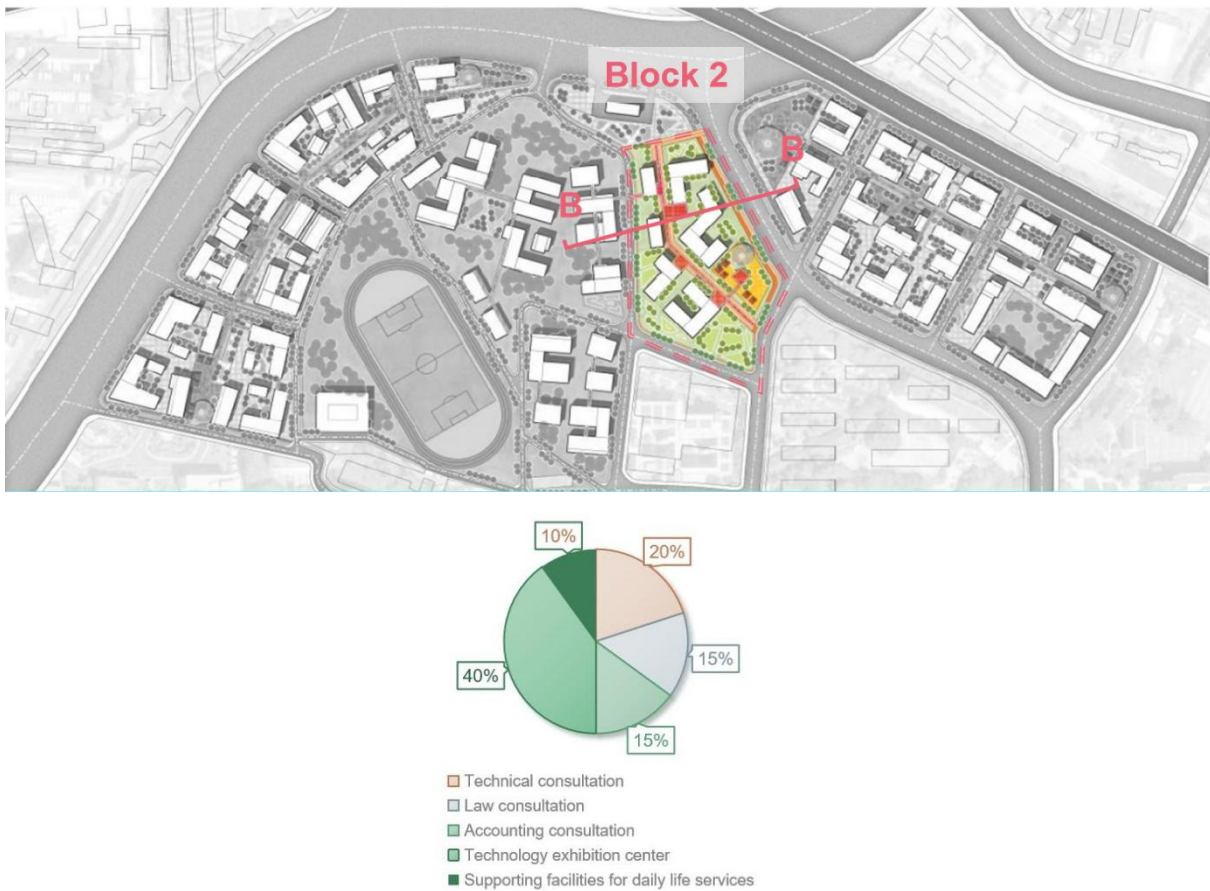 Block 2
B
B
10%
20%
40%
15%
15%
Technical consultation
Law consultation
Accounting consultation
Technology exhibition center
Supporting facilities for daily life services